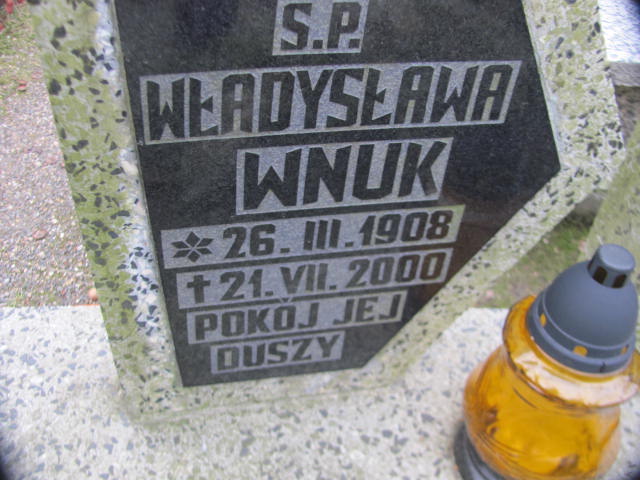 Ś.P.
WŁADYSŁAWA
WNUK
* 26. III. 1908
† 21. VII. 2000
POKÓJ JEJ
DUSZY